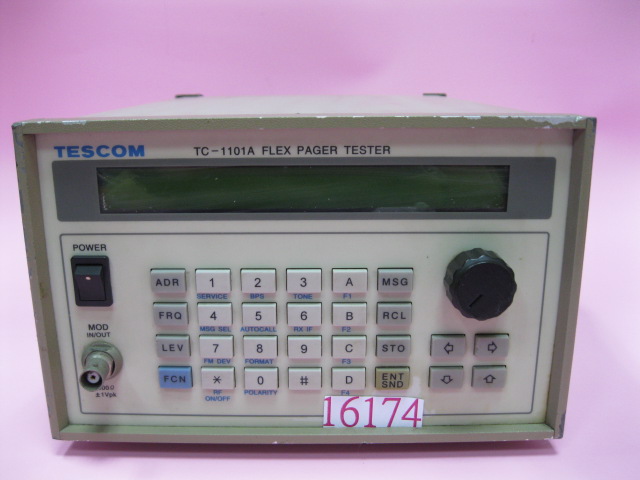 TESCOM TC-1101A FLEX PAGER TESTER
POWER
ADR 1 2 3 A MSG
SERVICE BPS TONE F1
FRQ 4 5 6 B RCL
MSG SEL AUTOCALL RX IF F2
MOD
IN/OUT
LEV 7 8 9 C STO
FM DEV FORMAT F3
FCN * 0 # D ENT
SND
RF
ON/OFF POLARITY F4
±1Vpk
16174